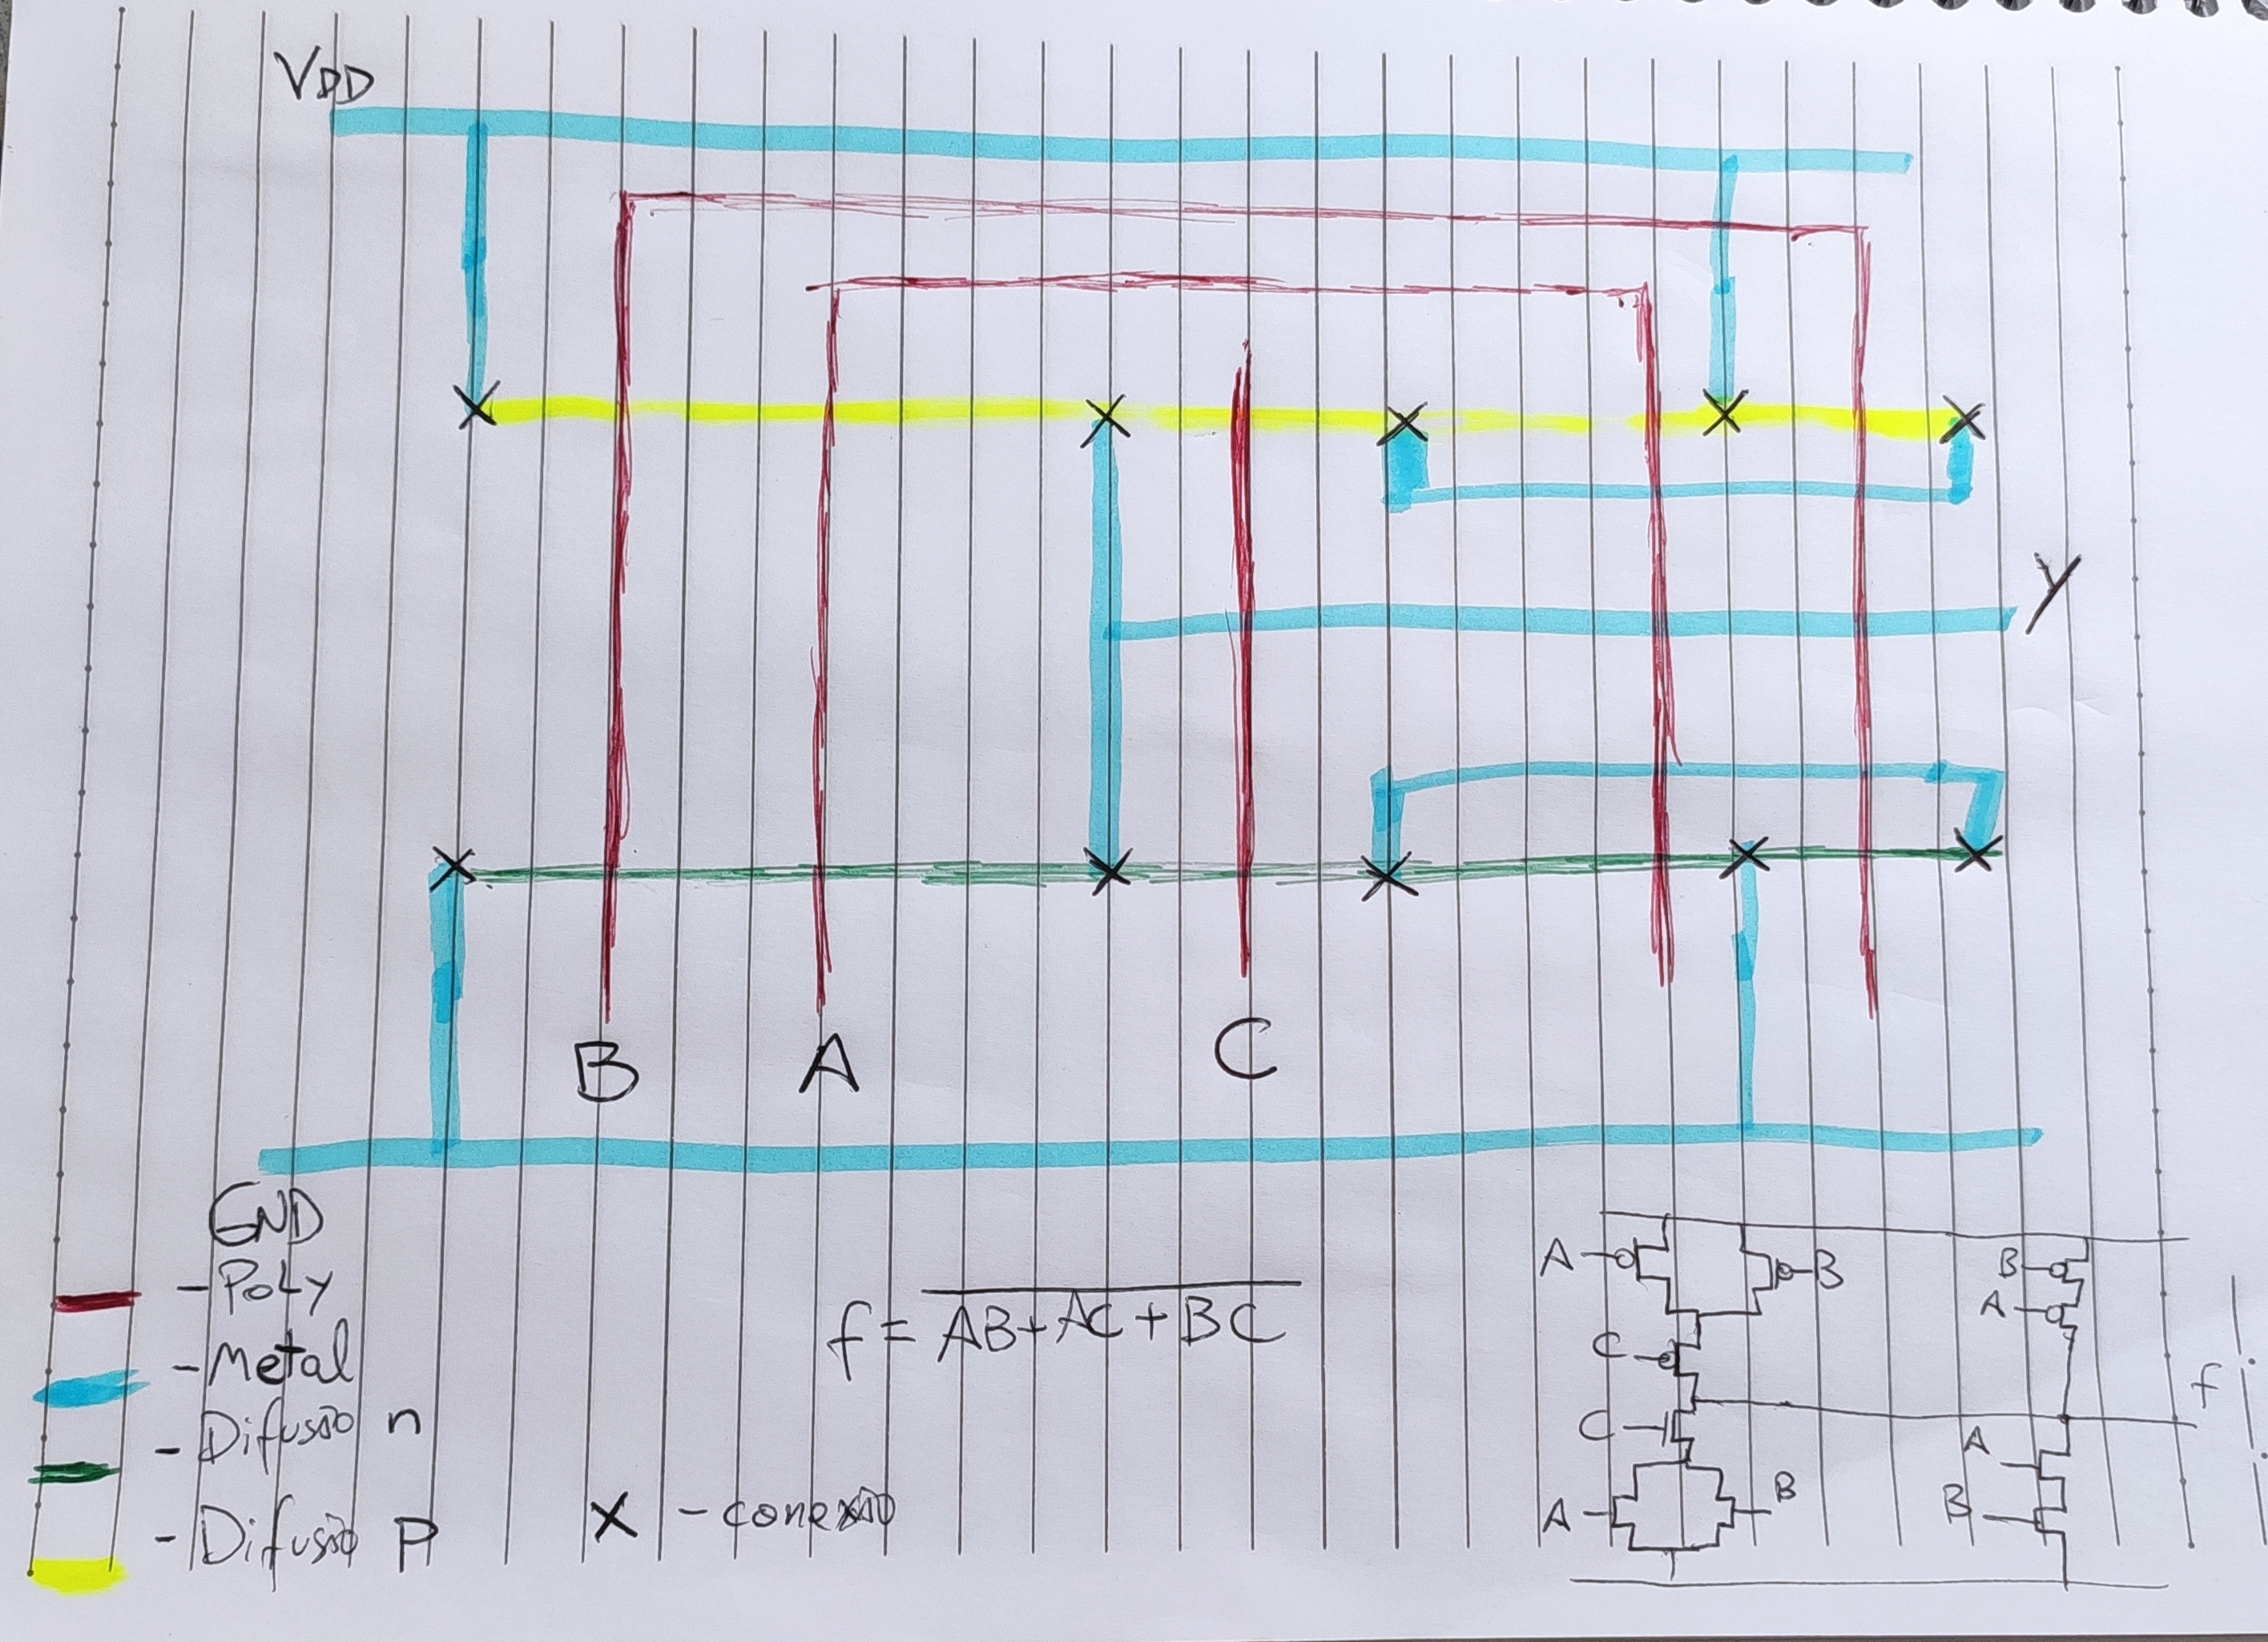 VDD
Y
B A C
GND
- Poly
- Metal
- Difusão n
- Difusão P
X - conexão
f = \overline{AB + AC + BC}
A B B
A
C
f
C A
A B B